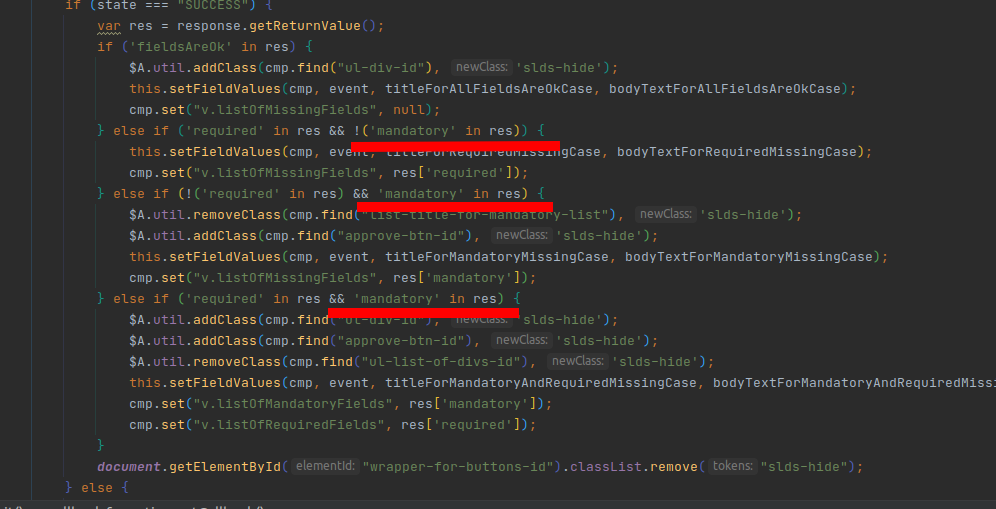 if (state === "SUCCESS") {
var res = response.getReturnValue();
if ('fieldsAreOk' in res) {
$A.util.addClass(cmp.find("ul-div-id"), newClass: 'slds-hide');
this.setFieldValues(cmp, event, titleForAllFieldsAreOkCase, bodyTextForAllFieldsAreOkCase);
cmp.set("v.listOfMissingFields", null);
} else if ('required' in res && !('mandatory' in res)) {
this.setFieldValues(cmp, event, titleForRequiredMissingCase, bodyTextForRequiredMissingCase);
cmp.set("v.listOfMissingFields", res['required']);
} else if (!('required' in res) && 'mandatory' in res) {
$A.util.removeClass(cmp.find("list-title-for-mandatory-list"), newClass: 'slds-hide');
$A.util.addClass(cmp.find("approve-btn-id"), newClass: 'slds-hide');
this.setFieldValues(cmp, event, titleForMandatoryMissingCase, bodyTextForMandatoryMissingCase);
cmp.set("v.listOfMissingFields", res['mandatory']);
} else if ('required' in res && 'mandatory' in res) {
$A.util.addClass(cmp.find("ul-div-id"), newClass: 'slds-hide');
$A.util.addClass(cmp.find("approve-btn-id"), newClass: 'slds-hide');
$A.util.removeClass(cmp.find("ul-list-of-divs-id"), newClass: 'slds-hide');
this.setFieldValues(cmp, event, titleForMandatoryAndRequiredMissingCase, bodyTextForMandatoryAndRequiredMissi
cmp.set("v.listOfMandatoryFields", res['mandatory']);
cmp.set("v.listOfRequiredFields", res['required']);
}
document.getElementById( elementId: "wrapper-for-buttons-id").classList.remove( tokens: "slds-hide");
} else {